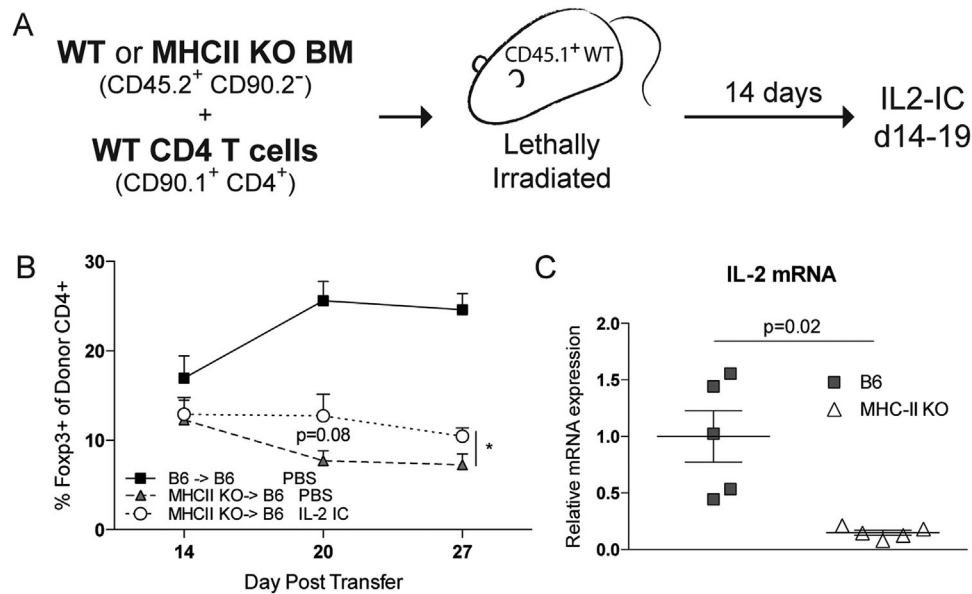 A
WT or MHCII KO BM
(CD45.2⁺ CD90.2⁻)
+
WT CD4 T cells
(CD90.1⁺ CD4⁺)
CD45.1⁺ WT
Lethally
Irradiated
14 days
IL2-IC
d14-19
B
% Foxp3+ of Donor CD4+
30
20
10
0
p=0.08
*
B6 -> B6 PBS
MHCII KO-> B6 PBS
MHCII KO-> B6 IL-2 IC
14 20 27
Day Post Transfer
C
IL-2 mRNA
Relative mRNA expression
2.0
1.5
1.0
0.5
0.0
p=0.02
B6
MHC-II KO